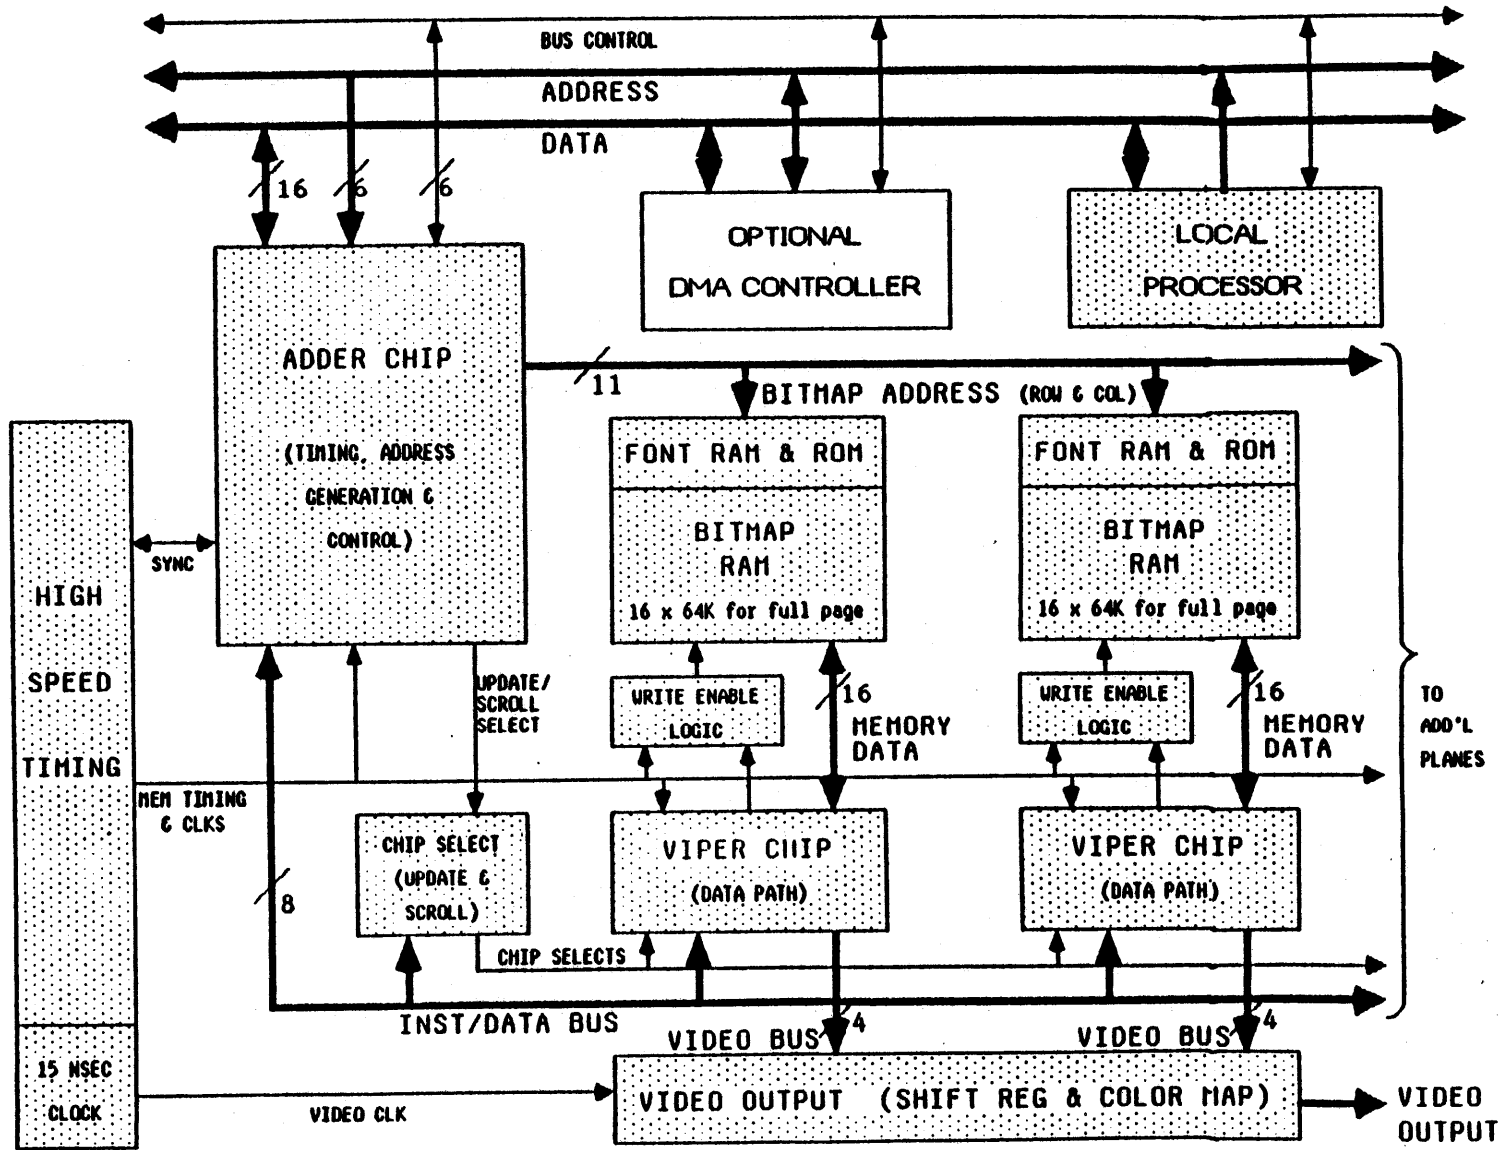 BUS CONTROL
ADDRESS
DATA
16
6
6
OPTIONAL
DMA CONTROLLER
LOCAL
PROCESSOR
ADDER CHIP
(TIMING, ADDRESS
GENERATION &
CONTROL)
11
BITMAP ADDRESS (ROW & COL)
FONT RAM & ROM
BITMAP
RAM
16 x 64K for full page
FONT RAM & ROM
BITMAP
RAM
16 x 64K for full page
SYNC
HIGH
SPEED
TIMING
UPDATE/
SCROLL
SELECT
WRITE ENABLE
LOGIC
16
MEMORY
DATA
WRITE ENABLE
LOGIC
16
MEMORY
DATA
TO
ADD'L
PLANES
MEM TIMING
& CLKS
8
CHIP SELECT
(UPDATE &
SCROLL)
VIPER CHIP
(DATA PATH)
VIPER CHIP
(DATA PATH)
CHIP SELECTS
INST/DATA BUS
VIDEO BUS
4
VIDEO BUS
4
15 NSEC
CLOCK
VIDEO CLK
VIDEO OUTPUT (SHIFT REG & COLOR MAP)
VIDEO
OUTPUT